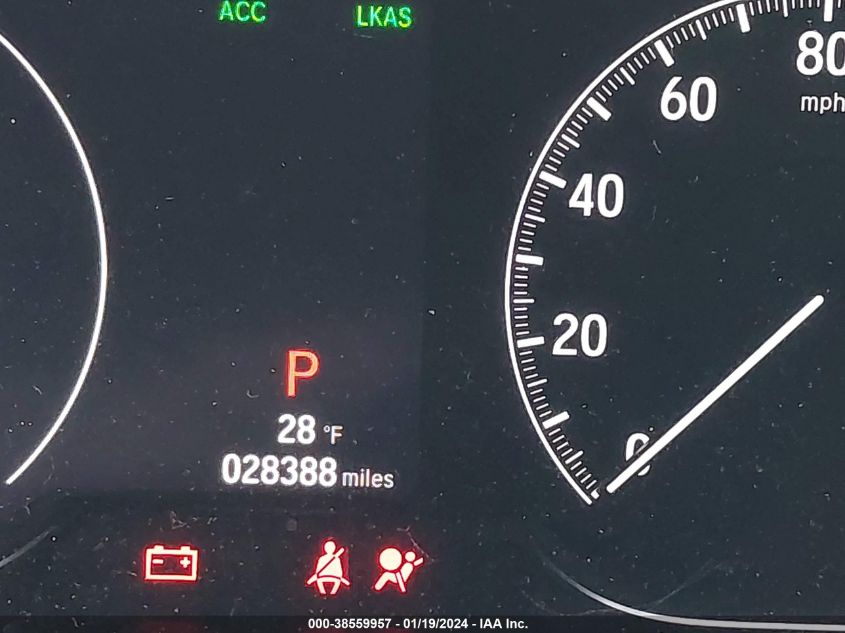 ACC LKAS
80
mph
60
40
20
0
P
28 °F
028388 miles
000-38559957 - 01/19/2024 - IAA Inc.